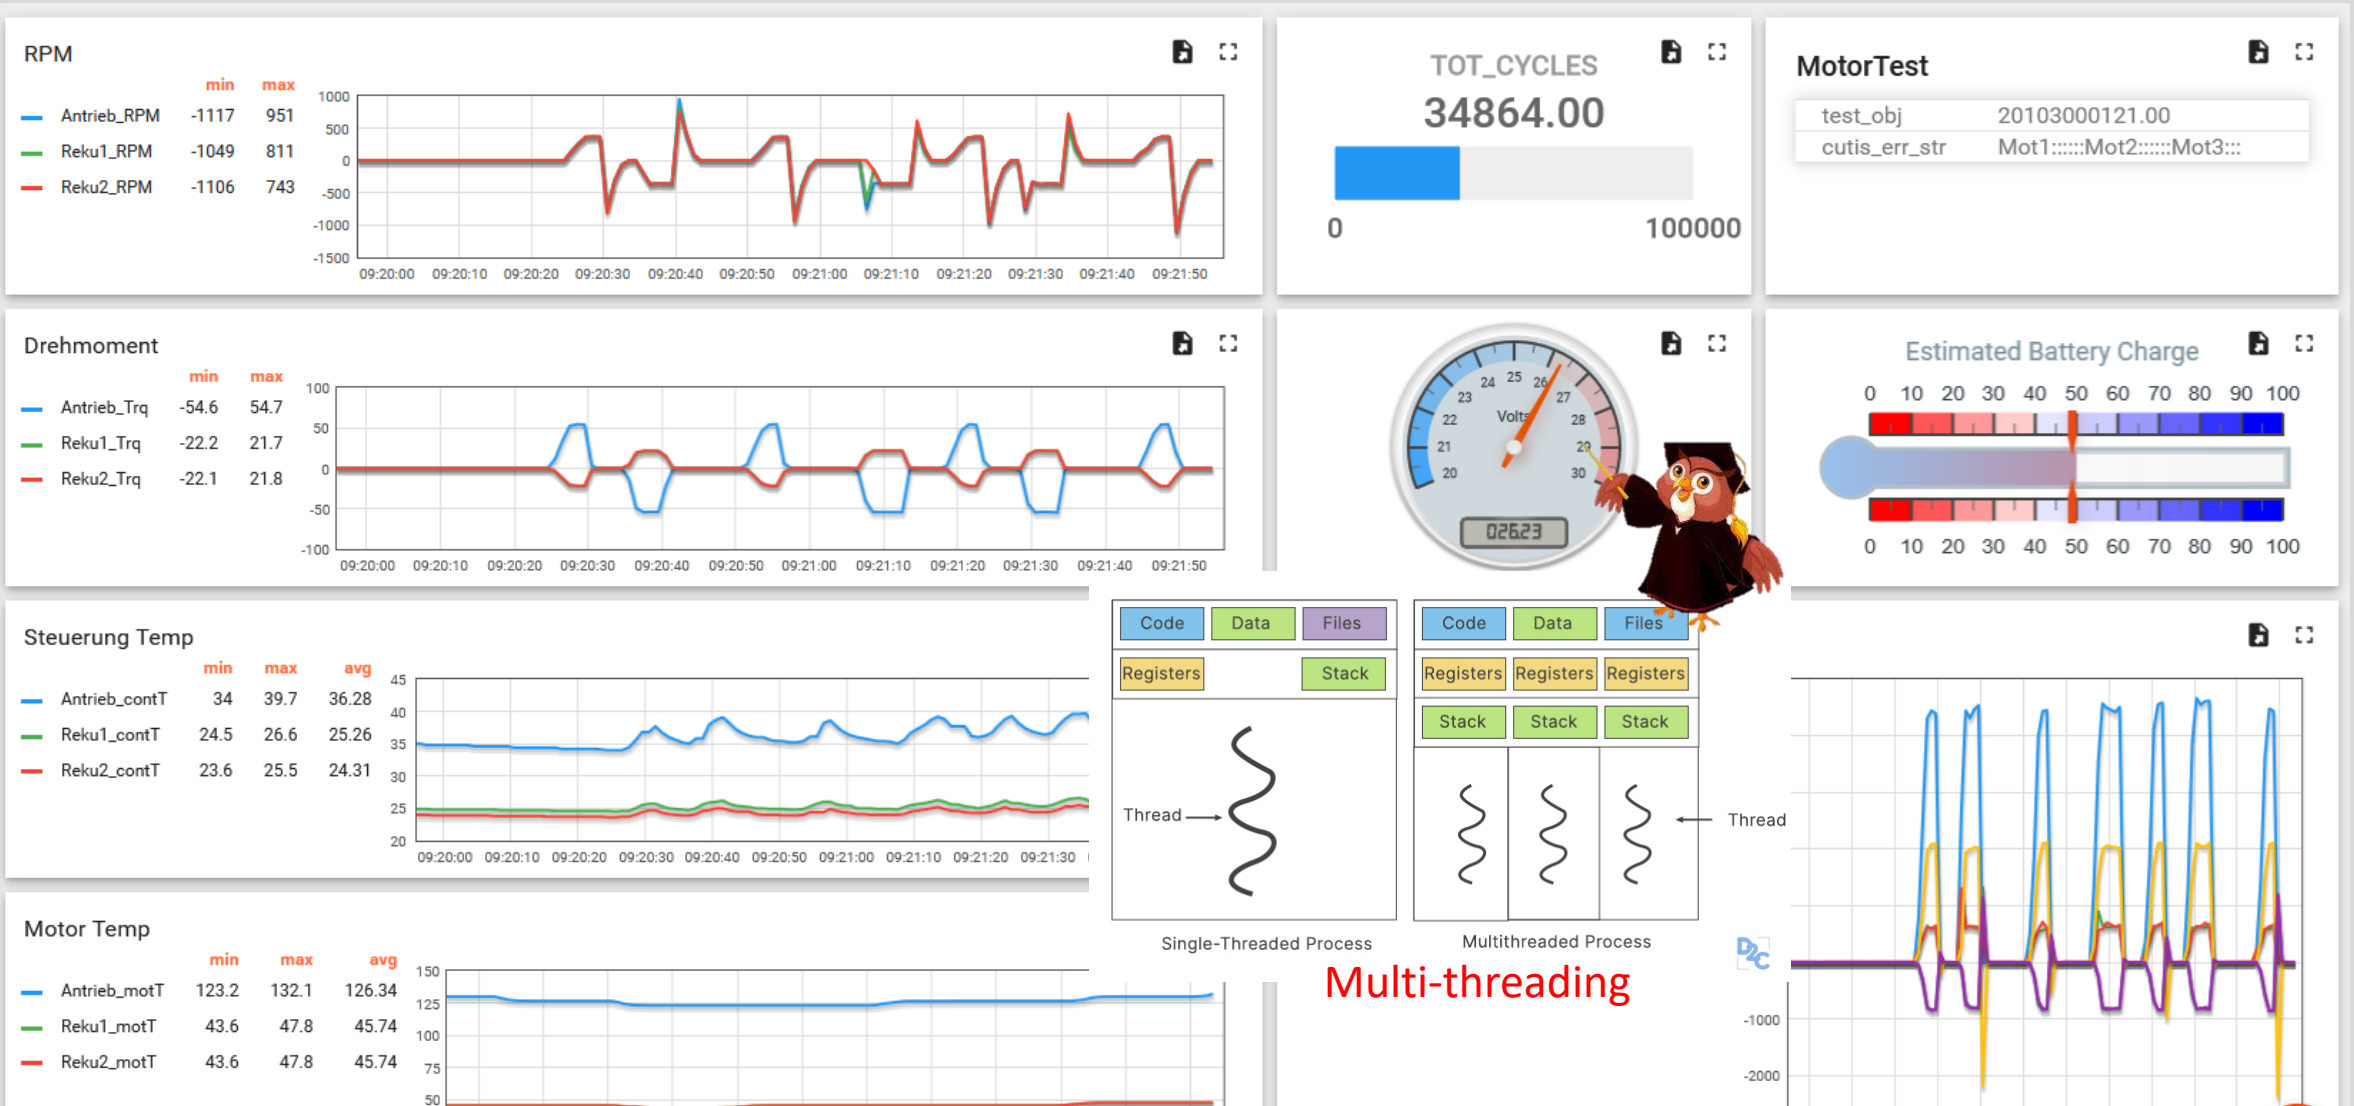 RPM
min max
Antrieb_RPM -1117 951
Reku1_RPM -1049 811
Reku2_RPM -1106 743
1000
500
0
-500
-1000
-1500
09:20:00 09:20:10 09:20:20 09:20:30 09:20:40 09:20:50 09:21:00 09:21:10 09:21:20 09:21:30 09:21:40 09:21:50
TOT_CYCLES
34864.00
0 100000
MotorTest
test_obj 20103000121.00
cutis_err_str Mot1::::::Mot2::::::Mot3:::
Drehmoment
min max
Antrieb_Trq -54.6 54.7
Reku1_Trq -22.2 21.7
Reku2_Trq -22.1 21.8
100
50
0
-50
-100
09:20:00 09:20:10 09:20:20 09:20:30 09:20:40 09:20:50 09:21:00 09:21:10 09:21:20 09:21:30 09:21:40 09:21:50
20 21 22 23 24 25 26 27 28 29 30
Volts
026.23
Estimated Battery Charge
0 10 20 30 40 50 60 70 80 90 100
0 10 20 30 40 50 60 70 80 90 100
Steuerung Temp
min max avg
Antrieb_contT 34 39.7 36.28
Reku1_contT 24.5 26.6 25.26
Reku2_contT 23.6 25.5 24.31
45
40
35
30
25
20
09:20:00 09:20:10 09:20:20 09:20:30 09:20:40 09:20:50 09:21:00 09:21:10 09:21:20 09:21:30
Code Data Files
Registers Stack
Thread
Single-Threaded Process
Code Data Files
Registers Registers Registers
Stack Stack Stack
Thread
Multithreaded Process
D2C
Multi-threading
Motor Temp
min max avg
Antrieb_motT 123.2 132.1 126.34
Reku1_motT 43.6 47.8 45.74
Reku2_motT 43.6 47.8 45.74
150
125
100
75
50
-1000
-2000